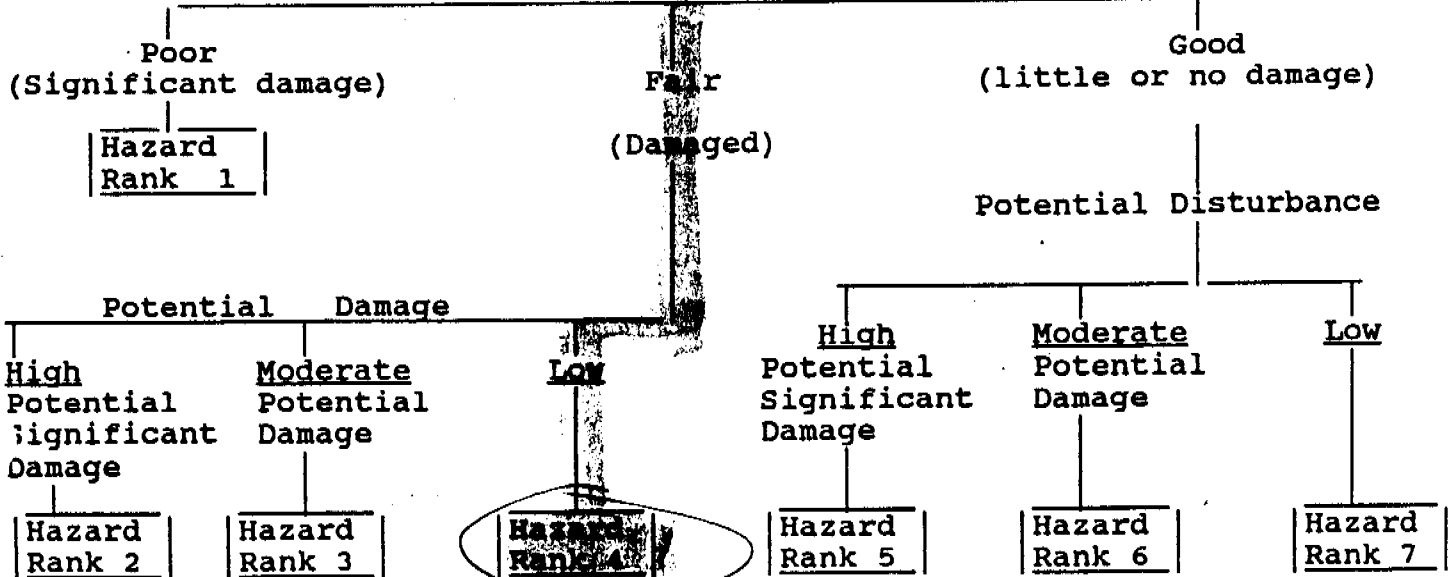 Poor
(Significant damage)
Hazard
Rank 1
Fair
(Damaged)
Good
(little or no damage)
Potential Disturbance
Potential Damage
High
Potential
Significant
Damage
Hazard
Rank 2
Moderate
Potential
Damage
Hazard
Rank 3
Low
Hazard
Rank 4
High
Potential
Significant
Damage
Hazard
Rank 5
Moderate
Potential
Damage
Hazard
Rank 6
Low
Hazard
Rank 7